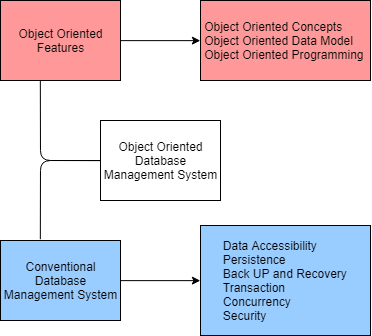 Object Oriented
Features
Object Oriented Concepts
Object Oriented Data Model
Object Oriented Programming
Object Oriented
Database
Management System
Conventional
Database
Management System
Data Accessibility
Persistence
Back UP and Recovery
Transaction
Concurrency
Security